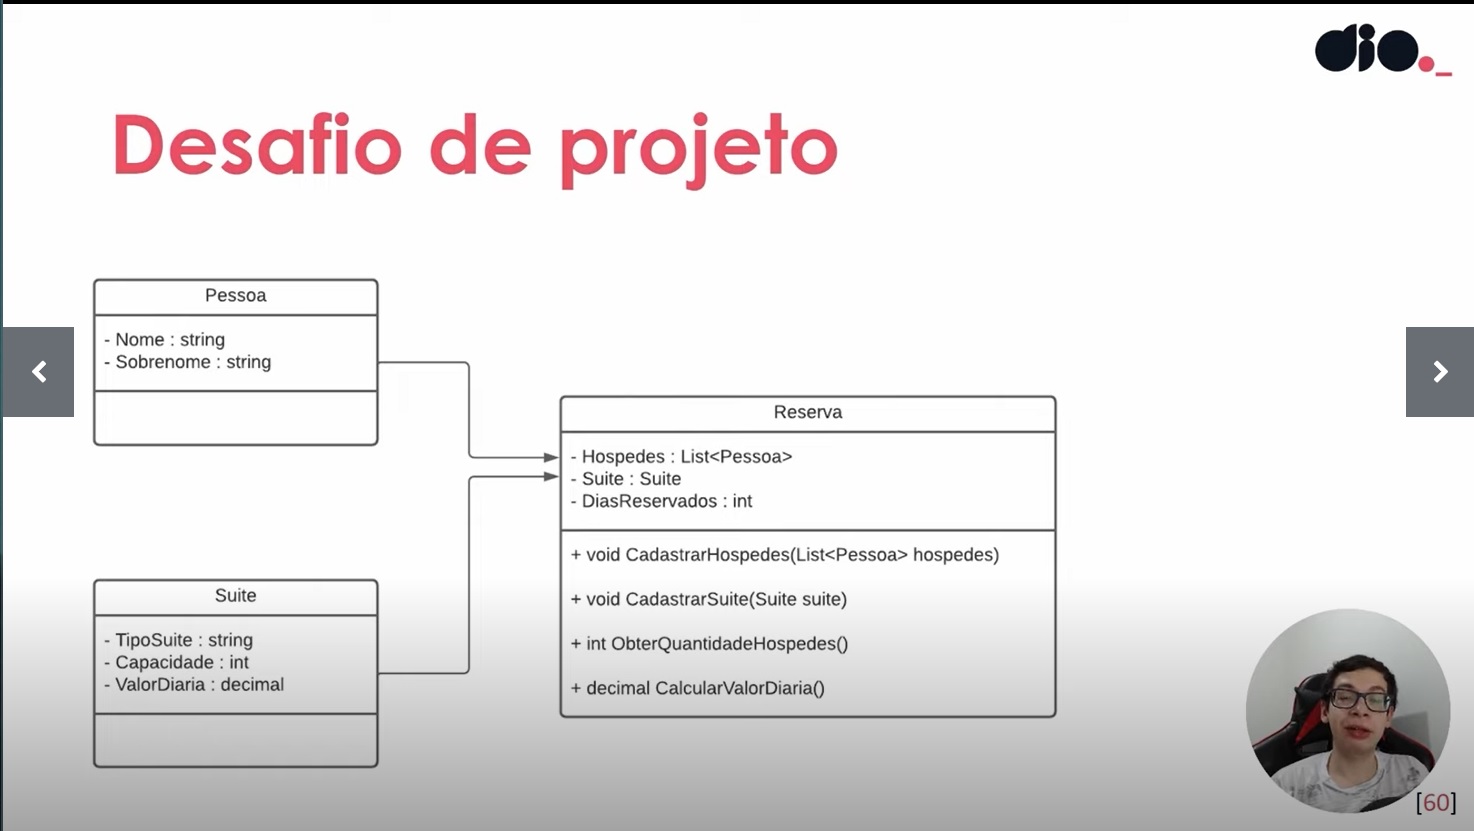 dio._
Desafio de projeto
Pessoa
- Nome : string
- Sobrenome : string
Reserva
- Hospedes : List<Pessoa>
- Suite : Suite
- DiasReservados : int
+ void CadastrarHospedes(List<Pessoa> hospedes)
+ void CadastrarSuite(Suite suite)
+ int ObterQuantidadeHospedes()
+ decimal CalcularValorDiaria()
Suite
- TipoSuite : string
- Capacidade : int
- ValorDiaria : decimal
[60]